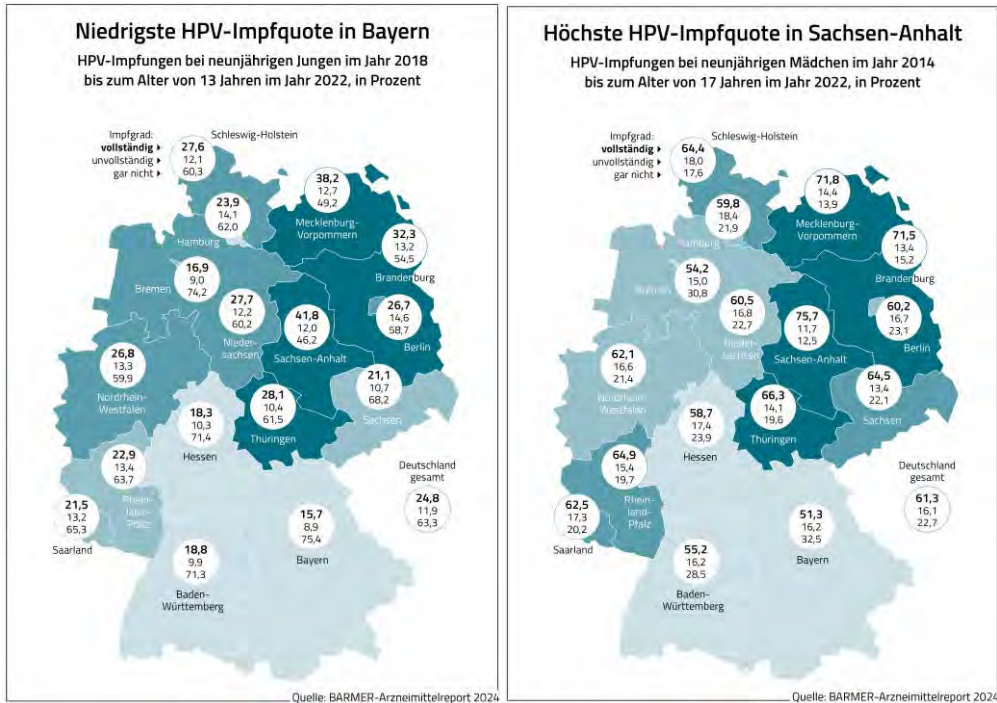 Niedrigste HPV-Impfquote in Bayern
HPV-Impfungen bei neunjährigen Jungen im Jahr 2018
bis zum Alter von 13 Jahren im Jahr 2022, in Prozent
Impfgrad:
vollständig
unvollständig
gar nicht
Schleswig-Holstein
27,6
12,1
60,3
38,2
12,7
49,2
Mecklenburg-
Vorpommern
23,9
14,1
62,0
Hamburg
32,3
13,2
54,5
Brandenburg
16,9
9,0
74,2
Bremen
27,7
12,2
60,2
Nieder-
sachsen
41,8
12,0
46,2
Sachsen-Anhalt
26,7
14,6
58,7
Berlin
26,8
13,3
59,9
Nordrhein-
Westfalen
21,1
10,7
68,2
Sachsen
18,3
10,3
71,4
Hessen
28,1
10,4
61,5
Thüringen
22,9
13,4
63,7
Rhein-
land-
Pfalz
21,5
13,2
65,3
Saarland
Deutschland
gesamt
24,8
11,9
63,3
15,7
8,9
75,4
Bayern
18,8
9,9
71,3
Baden-
Württemberg
Quelle: BARMER-Arzneimittelreport 2024
Höchste HPV-Impfquote in Sachsen-Anhalt
HPV-Impfungen bei neunjährigen Mädchen im Jahr 2014
bis zum Alter von 17 Jahren im Jahr 2022, in Prozent
Impfgrad:
vollständig
unvollständig
gar nicht
Schleswig-Holstein
64,4
18,0
17,6
71,8
14,4
13,9
Mecklenburg-
Vorpommern
59,8
18,4
21,9
Hamburg
71,5
13,4
15,2
Brandenburg
54,2
15,0
30,8
Bremen
60,5
16,8
22,7
Nieder-
sachsen
75,7
11,7
12,5
Sachsen-Anhalt
60,2
16,7
23,1
Berlin
62,1
16,6
21,4
Nordrhein-
Westfalen
64,5
13,4
22,1
Sachsen
58,7
17,4
23,9
Hessen
66,3
14,1
19,6
Thüringen
64,9
15,4
19,7
Rhein-
land-
Pfalz
62,5
17,3
20,2
Saarland
Deutschland
gesamt
61,3
16,1
22,7
51,3
16,2
32,5
Bayern
55,2
16,2
28,5
Baden-
Württemberg
Quelle: BARMER-Arzneimittelreport 2024